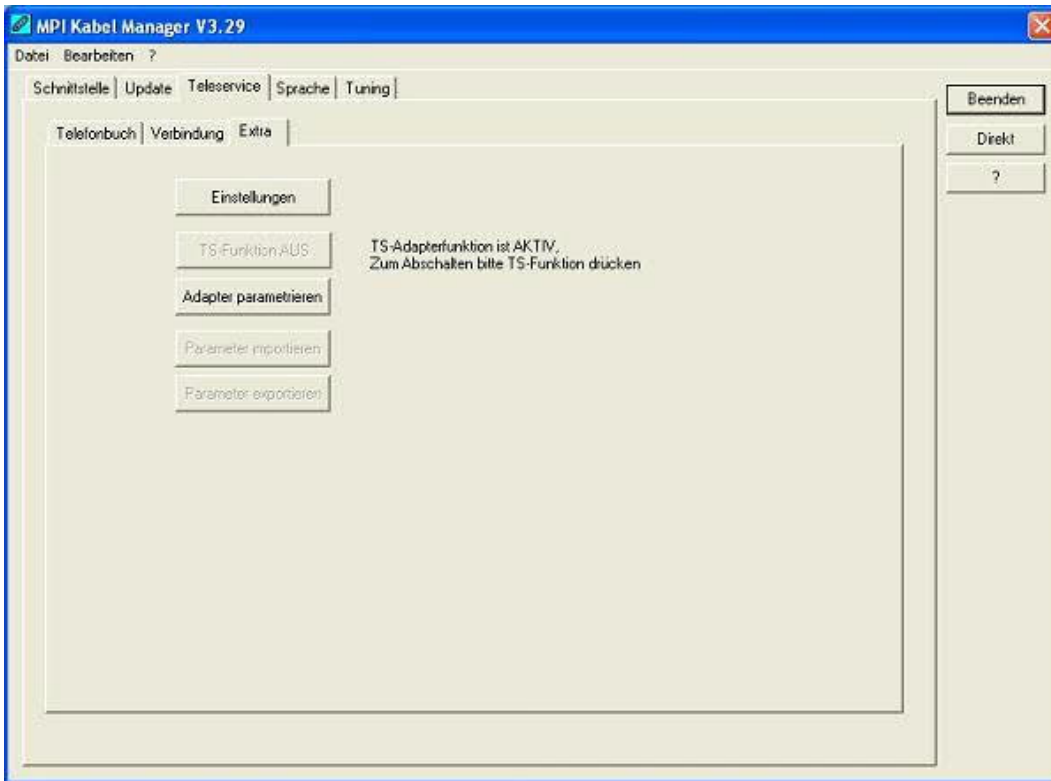 MPI Kabel Manager V3.29
Datei Bearbeiten ?
Schnittstelle Update Teleservice Sprache Tuning
Beenden
Telefonbuch Verbindung Extra
Direkt
?
Einstellungen
TS-Funktion AUS
TS-Adapterfunktion ist AKTIV,
Zum Abschalten bitte TS-Funktion drücken
Adapter parametrieren
Parameter importieren
Parameter exportieren